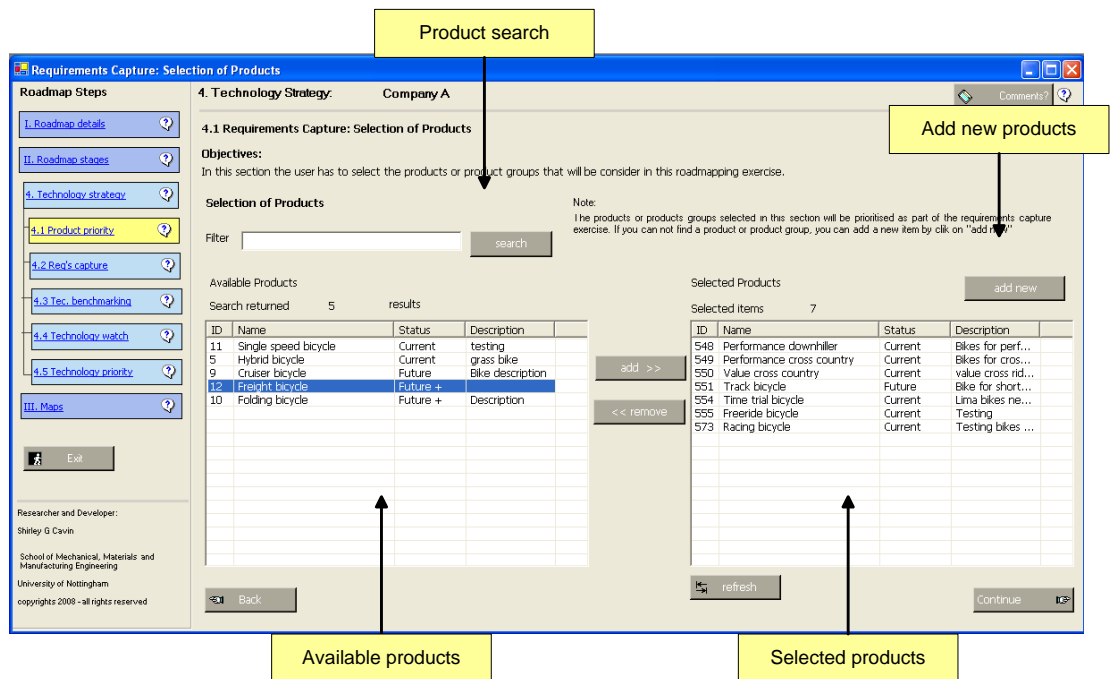 Product search
Requirements Capture: Selection of Products
Roadmap Steps
4. Technology Strategy: Company A
Comments?
Add new products
I. Roadmap details
4.1 Requirements Capture: Selection of Products
II. Roadmap stages
Objectives:
In this section the user has to select the products or product groups that will be consider in this roadmapping exercise.
4. Technology strategy
Selection of Products
Note:
The products or products groups selected in this section will be prioritised as part of the requirements capture
exercise. If you can not find a product or product group, you can add a new item by clik on "add new"
4.1 Product priority
Filter
search
4.2 Req's capture
Available Products
Selected Products
add new
4.3 Tec. benchmarking
Search returned 5 results
Selected items 7
ID Name Status Description
ID Name Status Description
4.4 Technology watch
11 Single speed bicycle Current testing
5 Hybrid bicycle Current grass bike
9 Cruiser bicycle Future Bike description
12 Freight bicycle Future +
10 Folding bicycle Future + Description
add >>
<< remove
548 Performance downhiller Current Bikes for perf...
549 Performance cross country Current Bikes for cros...
550 Value cross country Current value cross rid...
551 Track bicycle Future Bike for short...
554 Time trial bicycle Current Lima bikes ne...
555 Freeride bicycle Current Testing
573 Racing bicycle Current Testing bikes ...
4.5 Technology priority
III. Maps
Exit
Researcher and Developer:
Shirley G Cavin
School of Mechanical, Materials and
Manufacturing Engineering
University of Nottingham
copyrights 2008 - all rights reserved
Back
refresh
Continue
Available products
Selected products